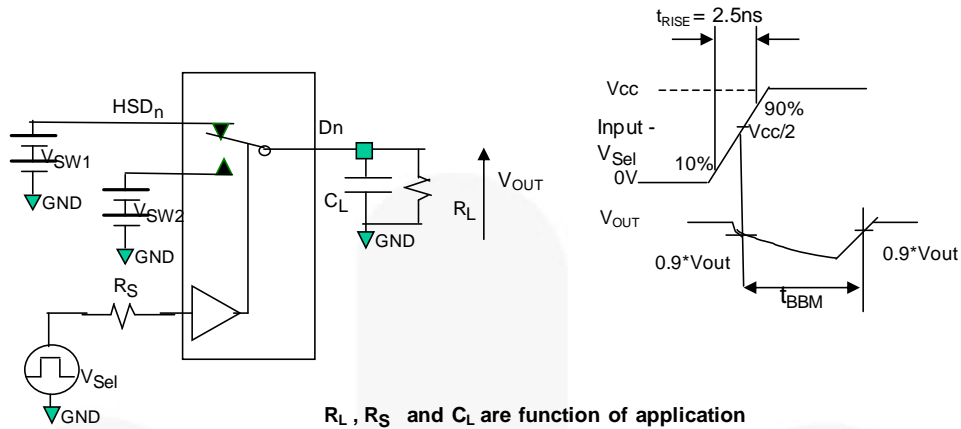 tRISE = 2.5ns
Vcc
90%
Input -
Vcc/2
VSel
10%
0V
VOUT
0.9*Vout
0.9*Vout
tBBM
HSDn
Dn
VSW1
GND
VSW2
GND
CL
RL
VOUT
GND
RS
VSel
GND
RL , RS and CL are function of application